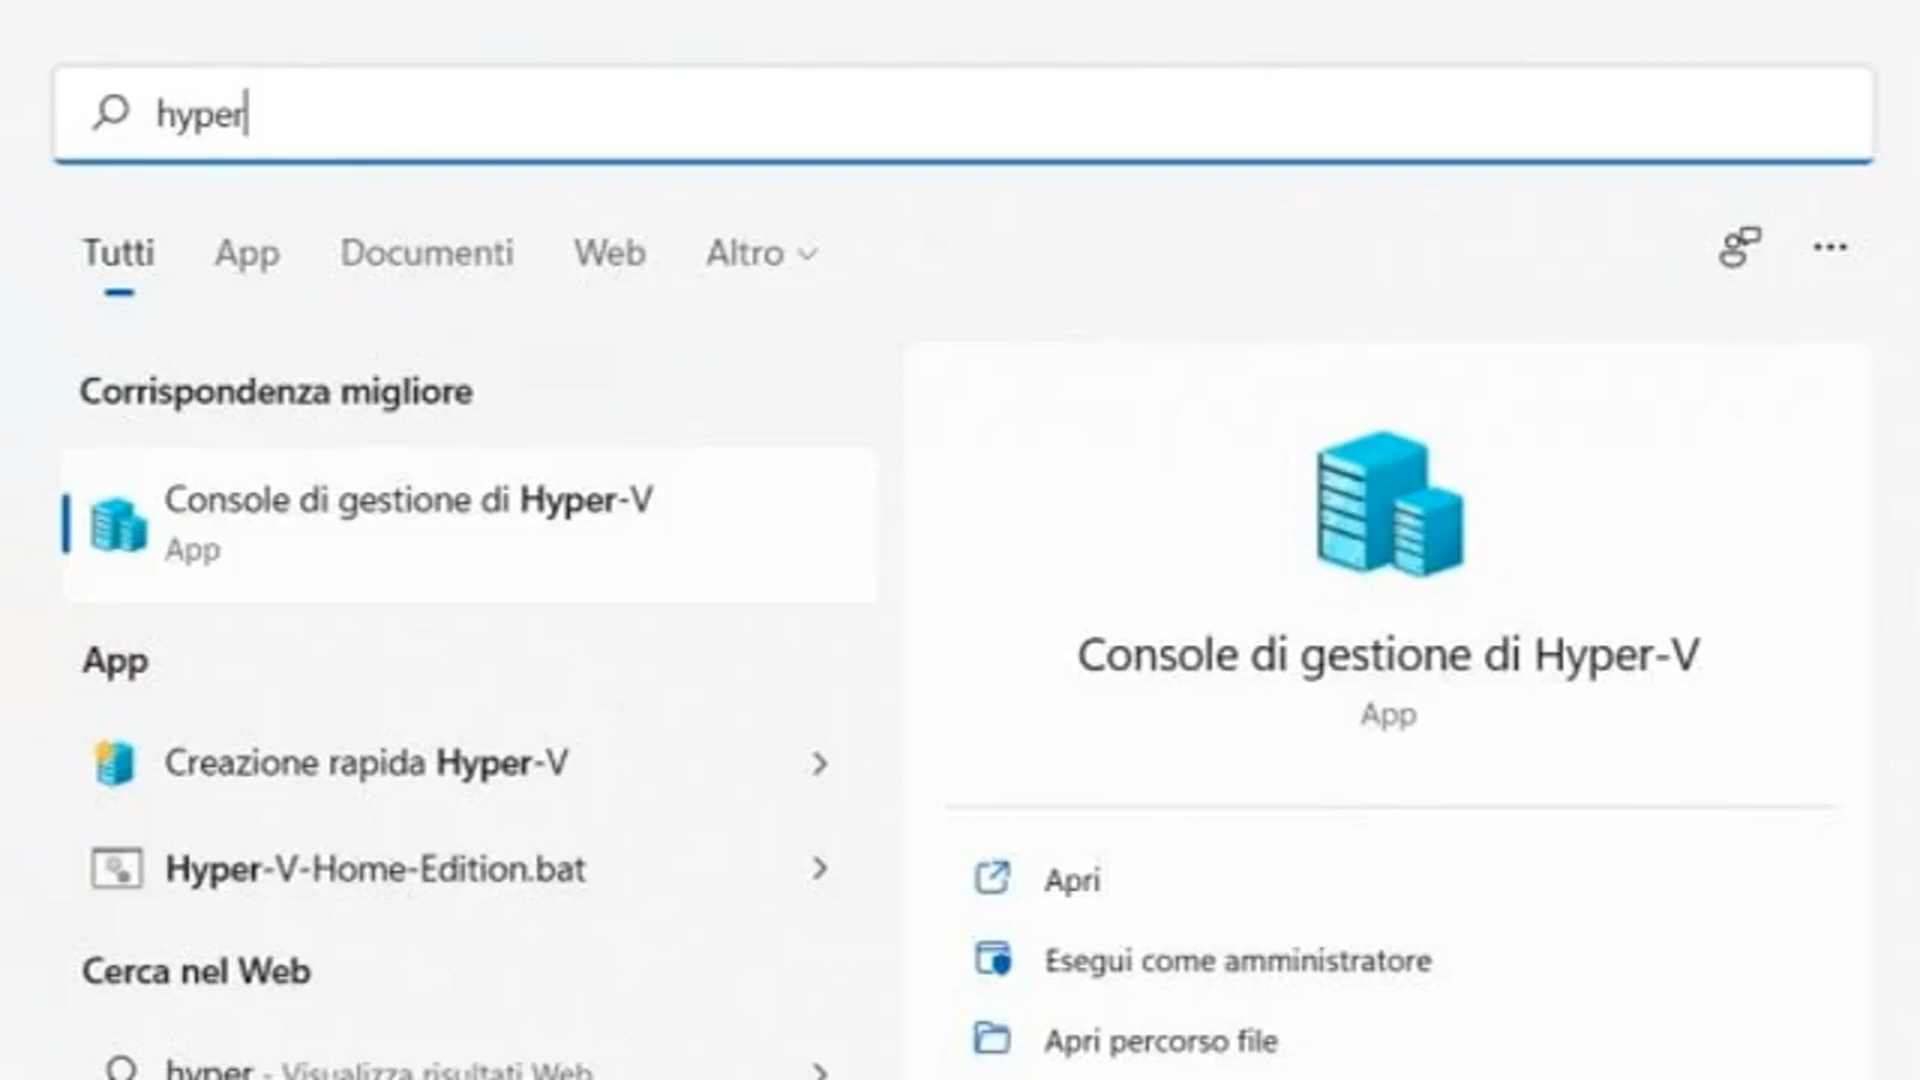 hyper
Tutti App Documenti Web Altro
Corrispondenza migliore
Console di gestione di Hyper-V
App
App
Creazione rapida Hyper-V
Hyper-V-Home-Edition.bat
Cerca nel Web
hyper - Visualizza risultati Web
Console di gestione di Hyper-V
App
Apri
Esegui come amministratore
Apri percorso file